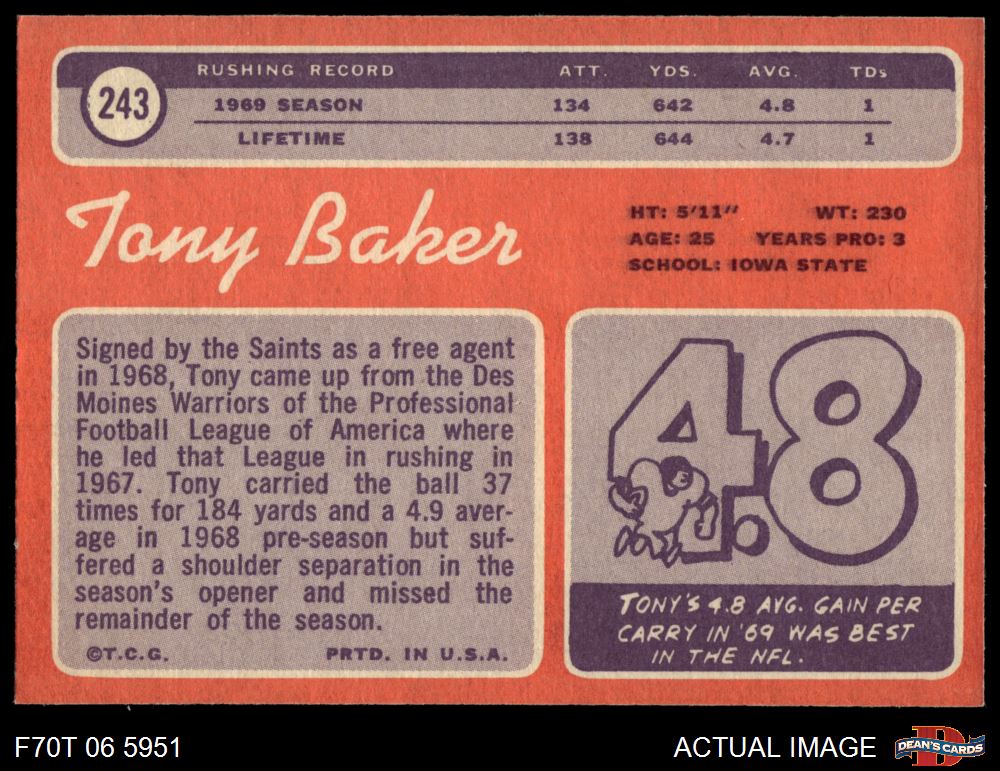 243
RUSHING RECORD ATT. YDS. AVG. TDs
1969 SEASON 134 642 4.8 1
LIFETIME 138 644 4.7 1
Tony Baker
HT: 5'11" WT: 230
AGE: 25 YEARS PRO: 3
SCHOOL: IOWA STATE
Signed by the Saints as a free agent
in 1968, Tony came up from the Des
Moines Warriors of the Professional
Football League of America where
he led that League in rushing in
1967. Tony carried the ball 37
times for 184 yards and a 4.9 aver-
age in 1968 pre-season but suf-
fered a shoulder separation in the
season's opener and missed the
remainder of the season.
©T.C.G. PRTD. IN U.S.A.
4.8
TONY'S 4.8 AVG. GAIN PER
CARRY IN '69 WAS BEST
IN THE NFL.
F70T 06 5951
ACTUAL IMAGE
D
DEAN'S CARDS